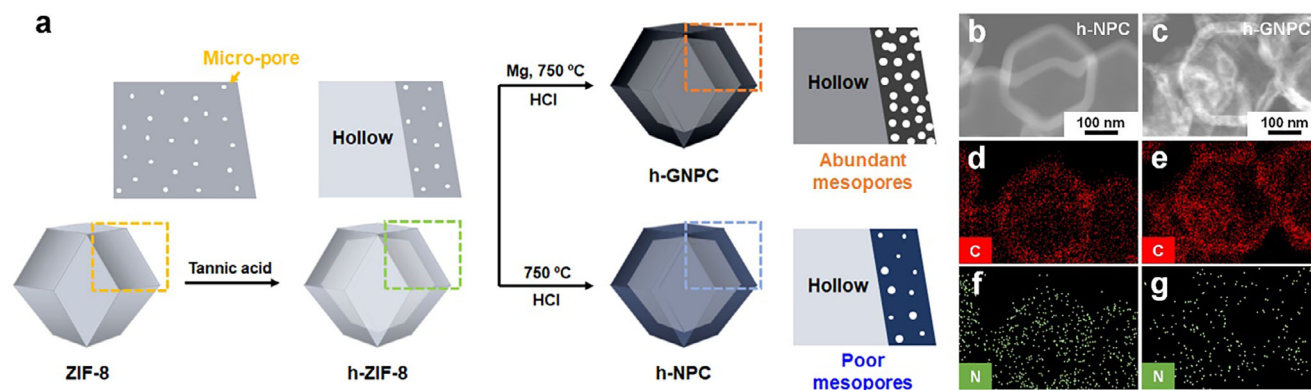 a
Micro-pore
Hollow
ZIF-8
Tannic acid
h-ZIF-8
Mg, 750 ºC
HCl
h-GNPC
Hollow
Abundant
mesopores
750 ºC
HCl
h-NPC
Hollow
Poor
mesopores
b
h-NPC
100 nm
c
h-GNPC
100 nm
d
C
e
C
f
N
g
N